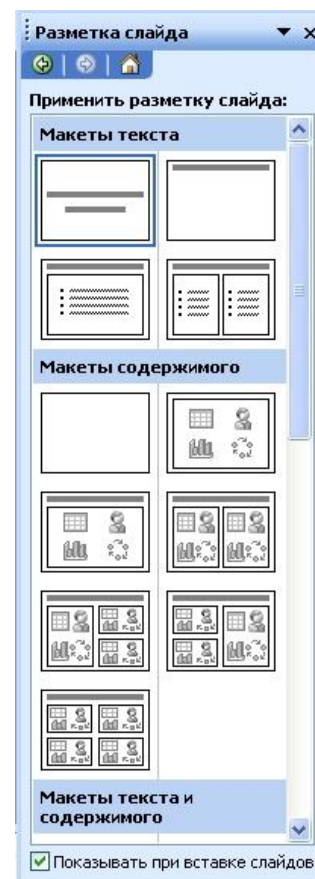 Разметка слайда
Применить разметку слайда:
Макеты текста
Макеты содержимого
Макеты текста и
содержимого
Показывать при вставке слайдов